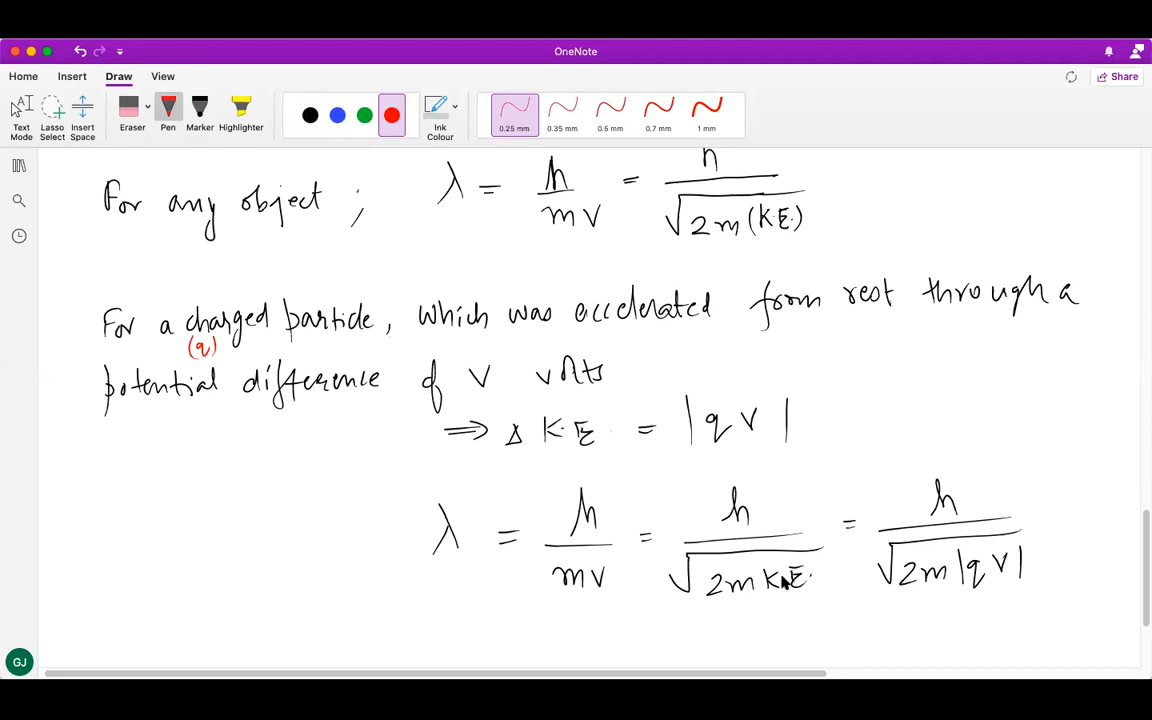 OneNote
Home Insert Draw View
Share
Text Mode
Lasso Select
Insert Space
Eraser
Pen
Marker
Highlighter
Ink Colour
0.25 mm
0.35 mm
0.5 mm
0.7 mm
1 mm
For any object ; λ = h/mv = h/√2m(K.E.)
For a charged particle, which was accelerated from rest through a
(q)
potential difference of V volts
⇒ Δ K.E. = |qV|
λ = h/mv = h/√2mK.E. = h/√2m|qV|
GJ